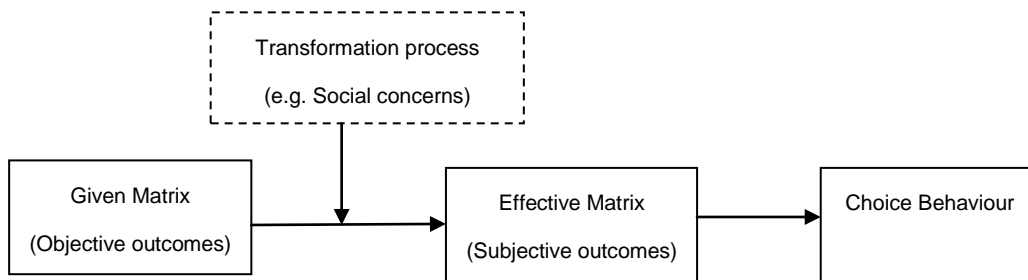 Transformation process
(e.g. Social concerns)
Given Matrix
(Objective outcomes)
Effective Matrix
(Subjective outcomes)
Choice Behaviour